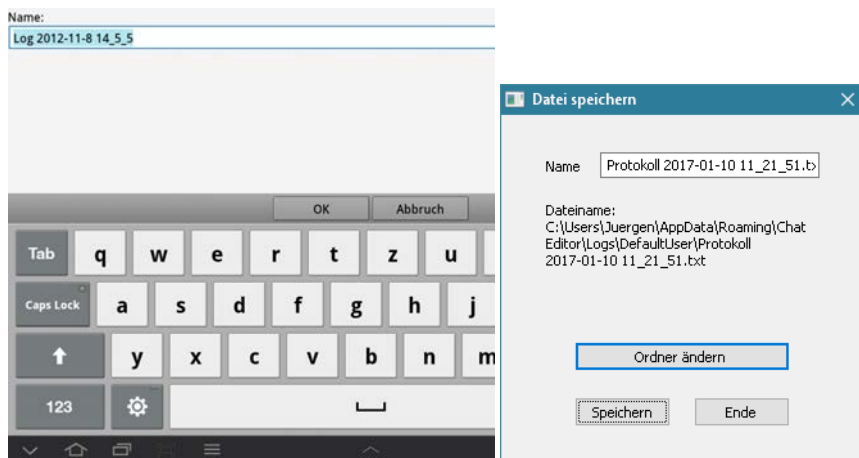 Name:
Log 2012-11-8 14_5_5
OK Abbruch
Tab q w e r t z u
Caps Lock a s d f g h j
y x c v b n m
123
Datei speichern
Name Protokoll 2017-01-10 11_21_51.tx
Dateiname:
C:\Users\Juergen\AppData\Roaming\Chat
Editor\Logs\DefaultUser\Protokoll
2017-01-10 11_21_51.txt
Ordner ändern
Speichern Ende